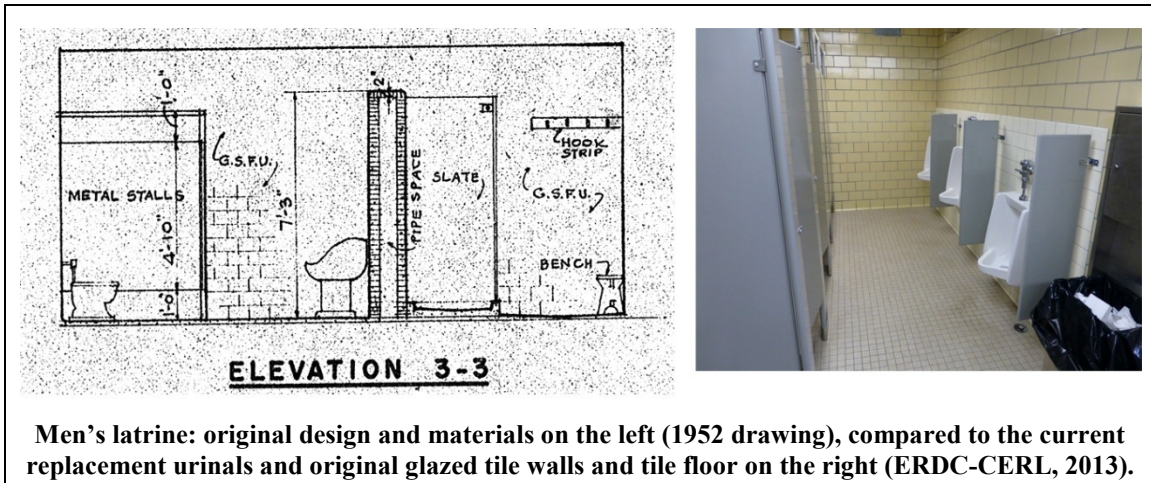 1'-0"
2"
G.S.F.U.
HOOK
STRIP
METAL STALLS
7'-3"
PIPE SPACE
SLATE
G.S.F.U.
4'-10"
BENCH
1'-0"
ELEVATION 3-3
Men’s latrine: original design and materials on the left (1952 drawing), compared to the current
replacement urinals and original glazed tile walls and tile floor on the right (ERDC-CERL, 2013).